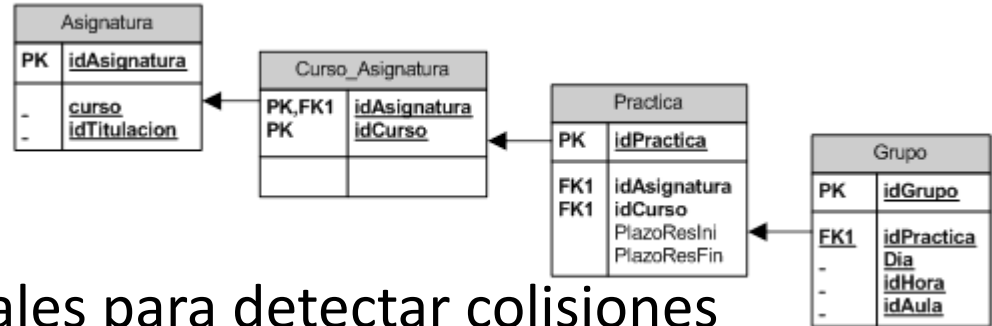 Asignatura
PK idAsignatura
- curso
- idTitulacion
Curso_Asignatura
PK,FK1 idAsignatura
PK idCurso
Practica
PK idPractica
FK1 idAsignatura
FK1 idCurso
PlazoResIni
PlazoResFin
Grupo
PK idGrupo
FK1 idPractica
- Dia
- idHora
- idAula
ales para detectar colisiones